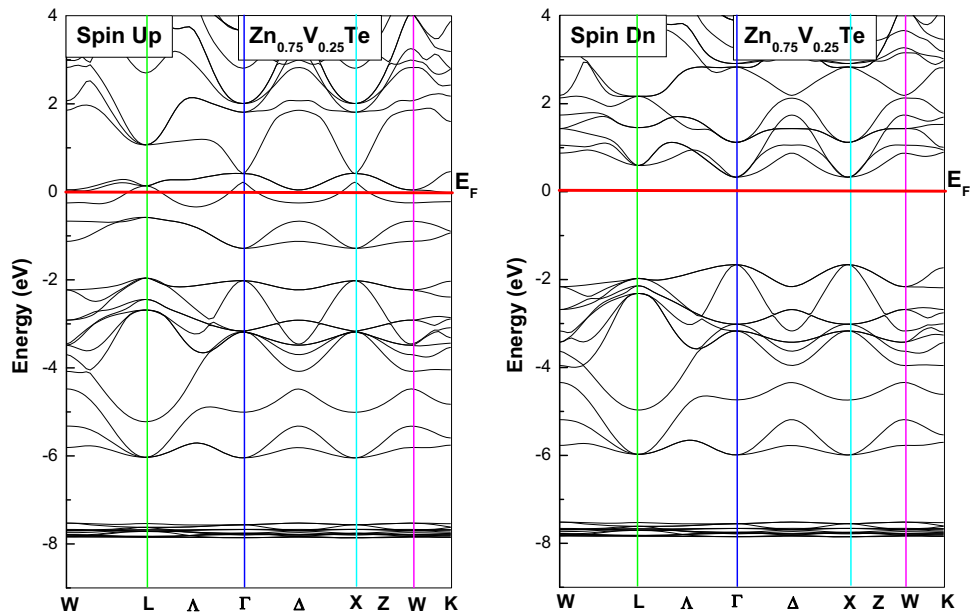 Spin Up
Zn0.75V0.25Te
4
2
0
-2
-4
-6
-8
Energy (eV)
EF
W L Λ Γ Δ X Z W K
Spin Dn
Zn0.75V0.25Te
4
2
0
-2
-4
-6
-8
Energy (eV)
EF
W L Λ Γ Δ X Z W K